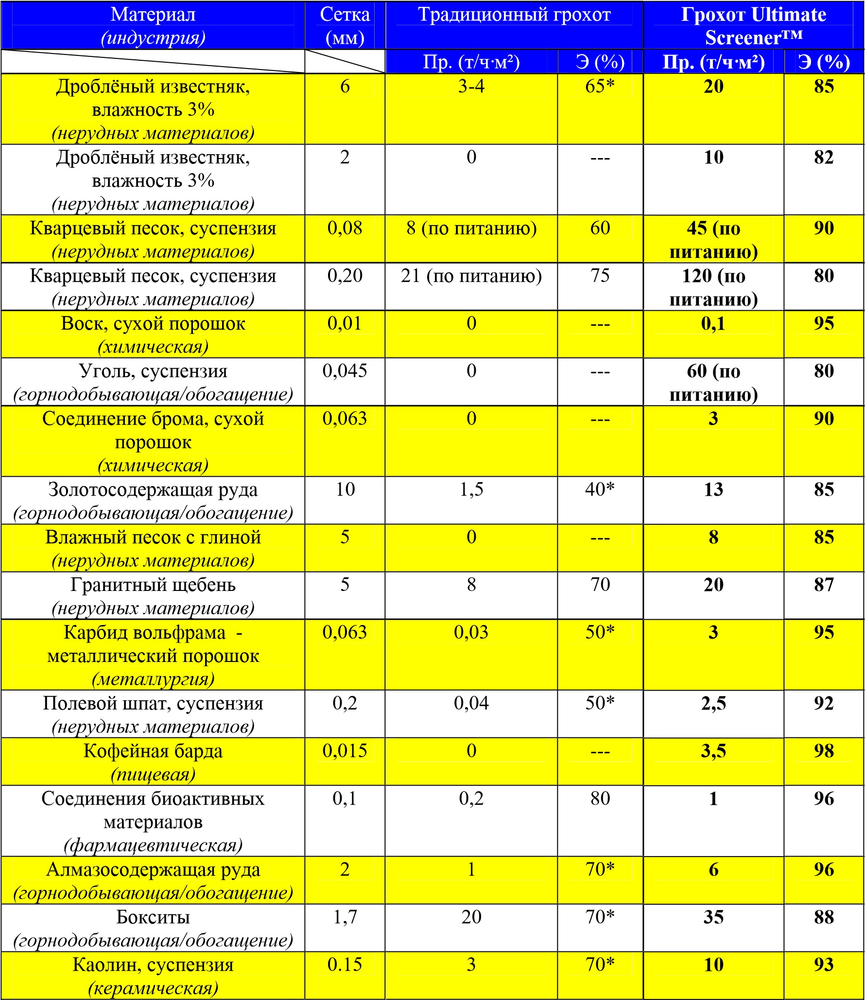 Материал Сетка Традиционный грохот Грохот Ultimate
(индустрия) (мм) Screener™
Пр. (т/ч·м²) Э (%) Пр. (т/ч·м²) Э (%)
Дроблёный известняк, 6 3-4 65* 20 85
влажность 3%
(нерудных материалов)
Дроблёный известняк, 2 0 --- 10 82
влажность 3%
(нерудных материалов)
Кварцевый песок, суспензия 0,08 8 (по питанию) 60 45 (по 90
(нерудных материалов) питанию)
Кварцевый песок, суспензия 0,20 21 (по питанию) 75 120 (по 80
(нерудных материалов) питанию)
Воск, сухой порошок 0,01 0 --- 0,1 95
(химическая)
Уголь, суспензия 0,045 0 --- 60 (по 80
(горнодобывающая/обогащение) питанию)
Соединение брома, сухой 0,063 0 --- 3 90
порошок
(химическая)
Золотосодержащая руда 10 1,5 40* 13 85
(горнодобывающая/обогащение)
Влажный песок с глиной 5 0 --- 8 85
(нерудных материалов)
Гранитный щебень 5 8 70 20 87
(нерудных материалов)
Карбид вольфрама - 0,063 0,03 50* 3 95
металлический порошок
(металлургия)
Полевой шпат, суспензия 0,2 0,04 50* 2,5 92
(нерудных материалов)
Кофейная барда 0,015 0 --- 3,5 98
(пищевая)
Соединения биоактивных 0,1 0,2 80 1 96
материалов
(фармацевтическая)
Алмазосодержащая руда 2 1 70* 6 96
(горнодобывающая/обогащение)
Бокситы 1,7 20 70* 35 88
(горнодобывающая/обогащение)
Каолин, суспензия 0.15 3 70* 10 93
(керамическая)